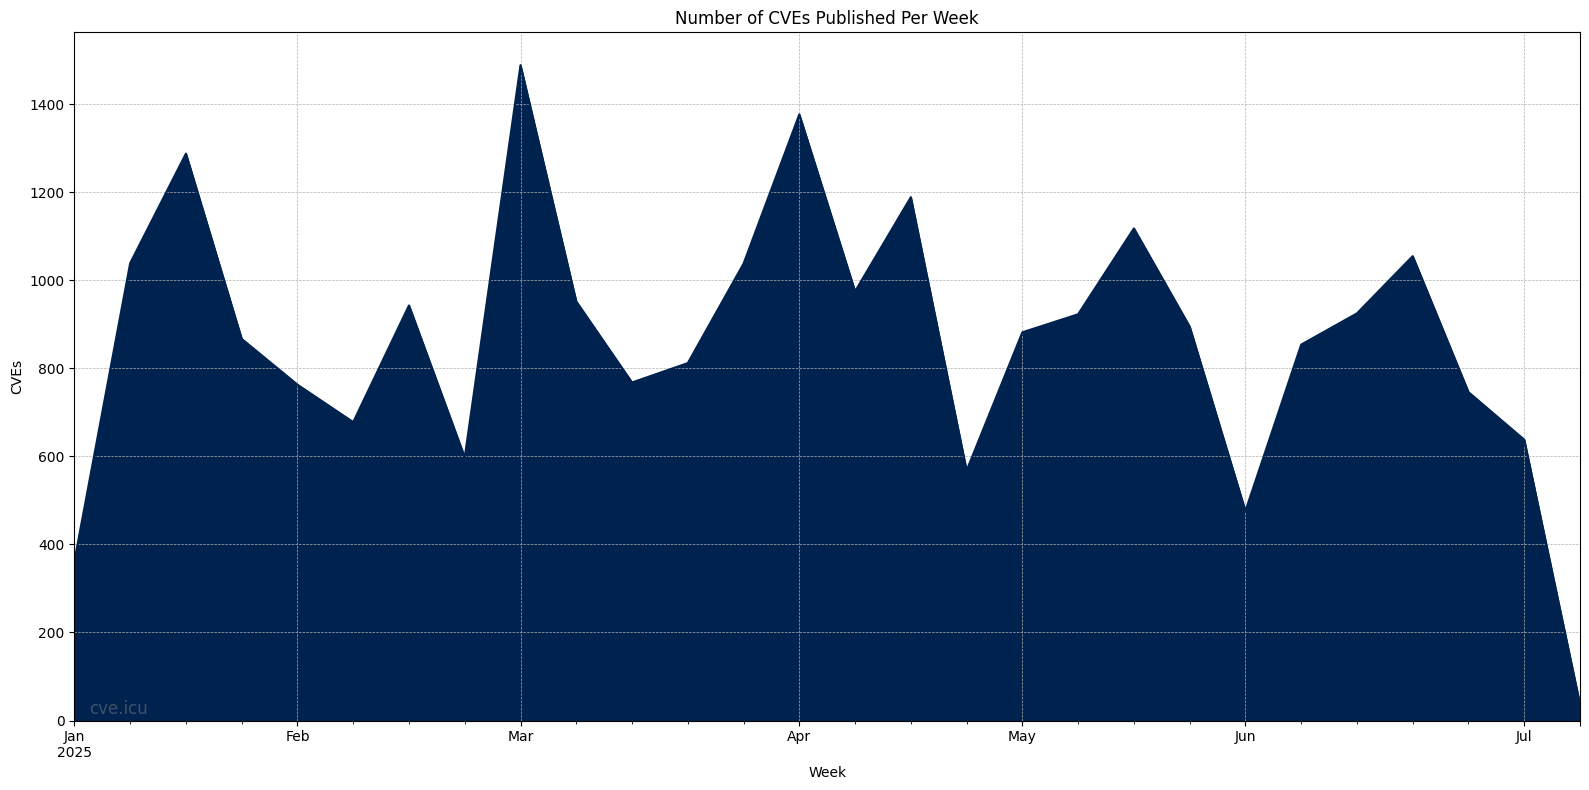 Number of CVEs Published Per Week
1400
1200
1000
800
600
400
200
0
CVEs
cve.icu
Jan Feb Mar Apr May Jun Jul
2025
Week